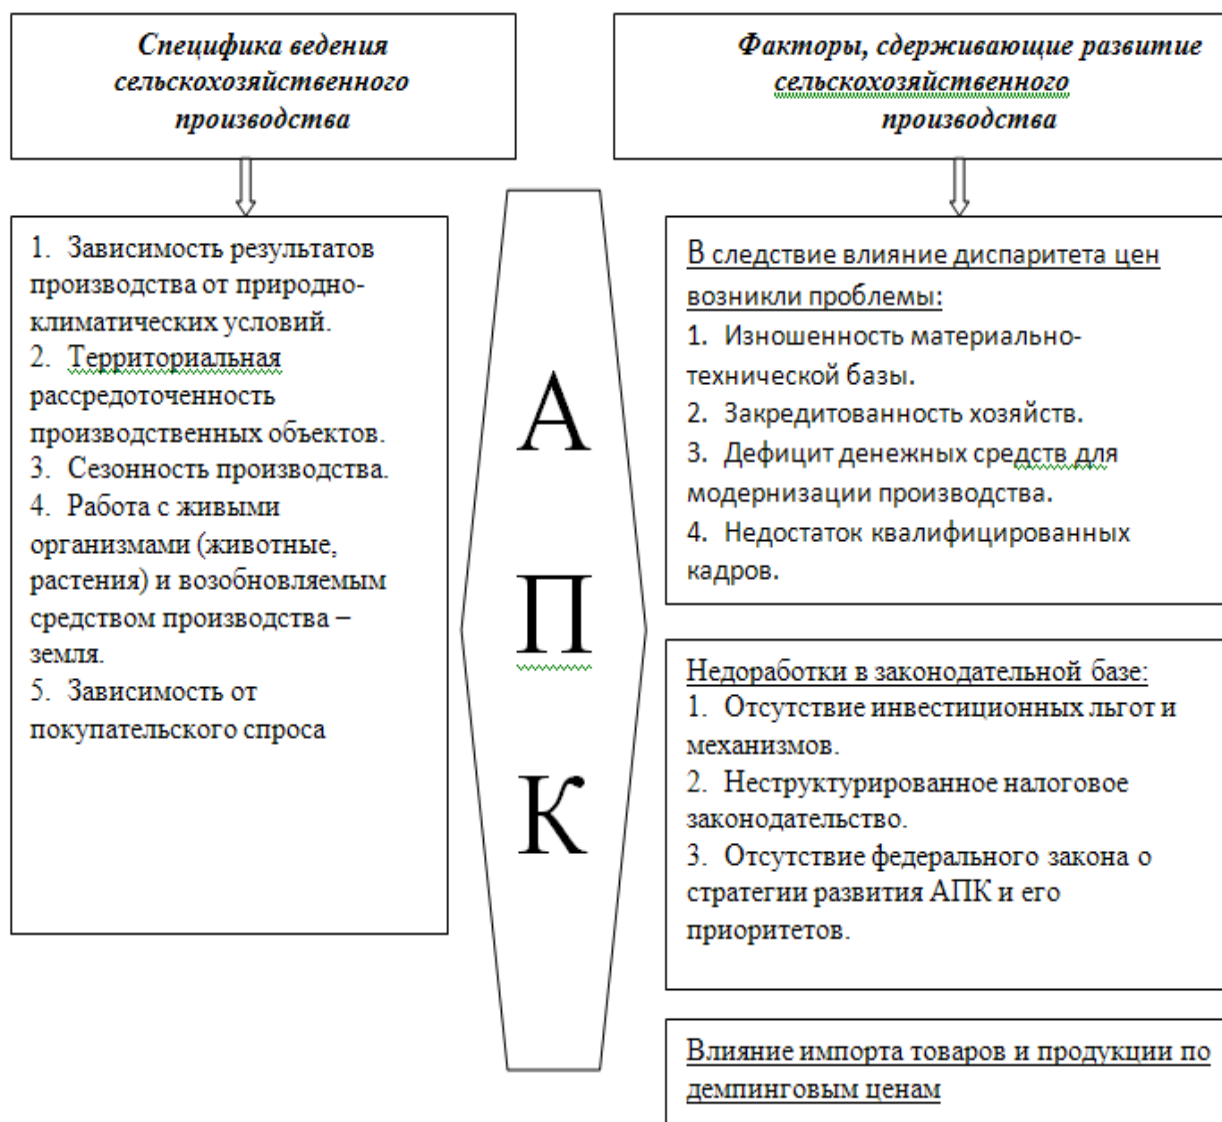 Специфика ведения
сельскохозяйственного
производства
Факторы, сдерживающие развитие
сельскохозяйственного
производства
1. Зависимость результатов
производства от природно-
климатических условий.
2. Территориальная
рассредоточенность
производственных объектов.
3. Сезонность производства.
4. Работа с живыми
организмами (животные,
растения) и возобновляемым
средством производства –
земля.
5. Зависимость от
покупательского спроса
А
П
К
В следствие влияние диспаритета цен
возникли проблемы:
1. Изношенность материально-
технической базы.
2. Закредитованность хозяйств.
3. Дефицит денежных средств для
модернизации производства.
4. Недостаток квалифицированных
кадров.
Недоработки в законодательной базе:
1. Отсутствие инвестиционных льгот и
механизмов.
2. Неструктурированное налоговое
законодательство.
3. Отсутствие федерального закона о
стратегии развития АПК и его
приоритетов.
Влияние импорта товаров и продукции по
демпинговым ценам